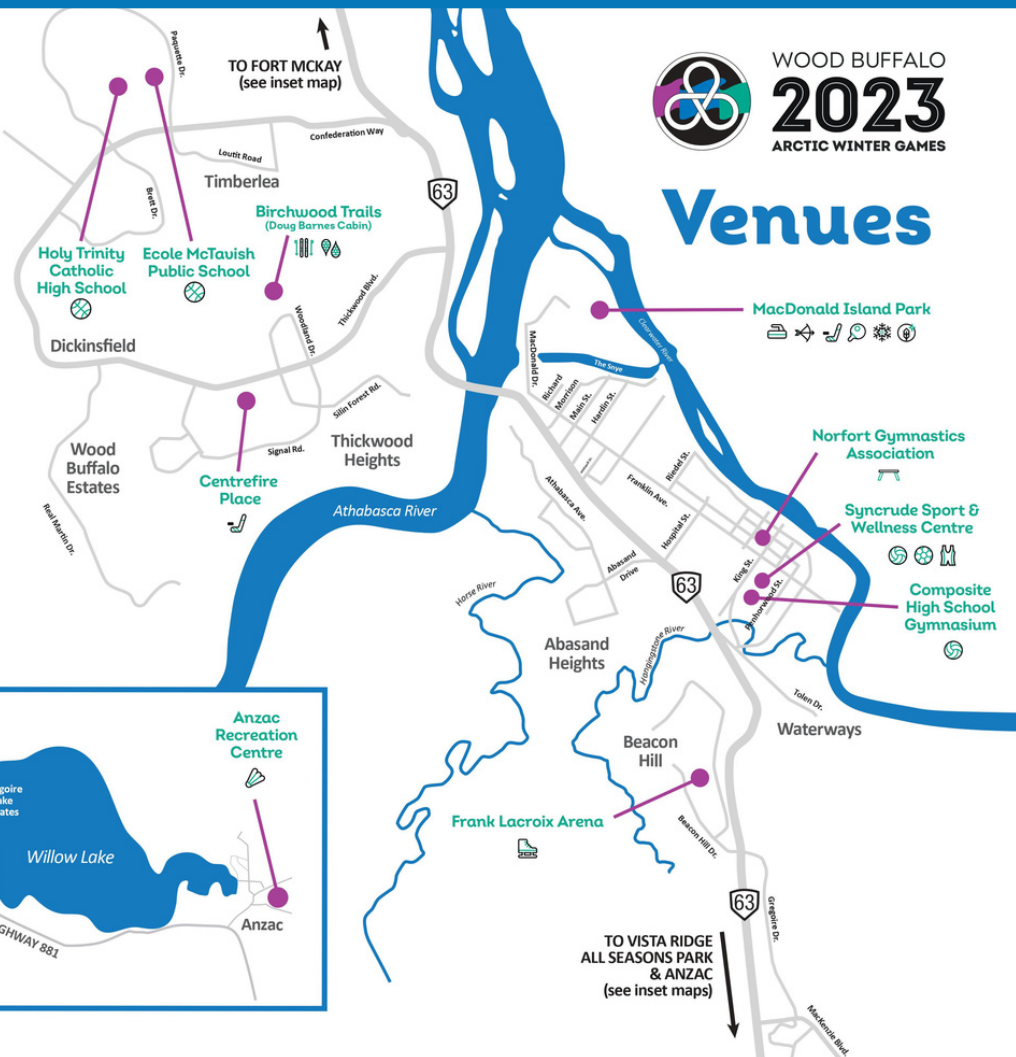 WOOD BUFFALO
2023
ARCTIC WINTER GAMES
Venues
TO FORT MCKAY
(see inset map)
Paquette Dr.
Confederation Way
Loutit Road
Timberlea
Brett Dr.
63
Birchwood Trails
(Doug Barnes Cabin)
Holy Trinity
Catholic
High School
Ecole McTavish
Public School
Dickinsfield
Woodland Dr.
Thickwood Blvd.
MacDonald Island Park
Clearwater River
MacDonald Dr.
The Snye
Richard
Morrison
Main St.
Hardin St.
Silin Forest Rd.
Signal Rd.
Thickwood
Heights
Wood
Buffalo
Estates
Centrefire
Place
Real Martin Dr.
Athabasca River
Athabasca Ave.
Franklin Ave.
Riedel St.
Hospital St.
Norfort Gymnastics
Association
Syncrude Sport &
Wellness Centre
King St.
Penhorwood St.
Composite
High School
Gymnasium
Abasand
Drive
63
Horse River
Abasand
Heights
Hangingstone River
Tolen Dr.
Waterways
Beacon
Hill
Frank Lacroix Arena
Beacon Hill Dr.
63
Gregoire Dr.
TO VISTA RIDGE
ALL SEASONS PARK
& ANZAC
(see inset maps)
MacKenzie Blvd.
Anzac
Recreation
Centre
goire
ake
ates
Willow Lake
Anzac
GHWAY 881